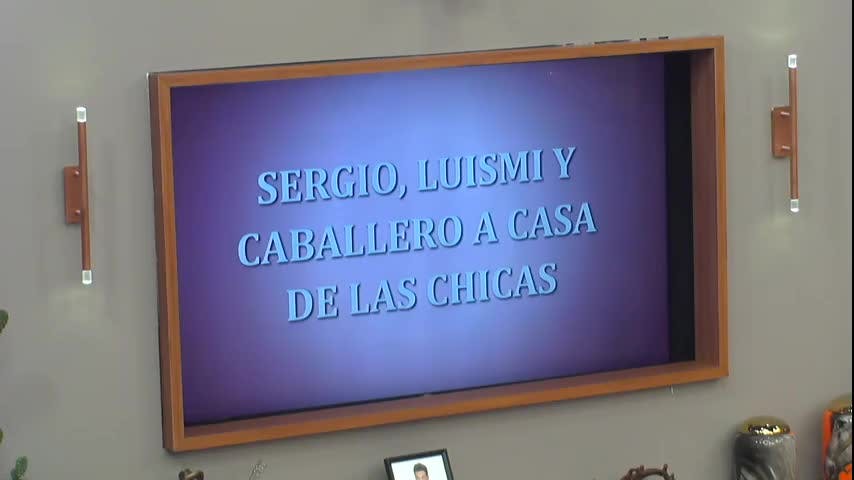 SERGIO, LUISMI Y
CABALLERO A CASA
DE LAS CHICAS